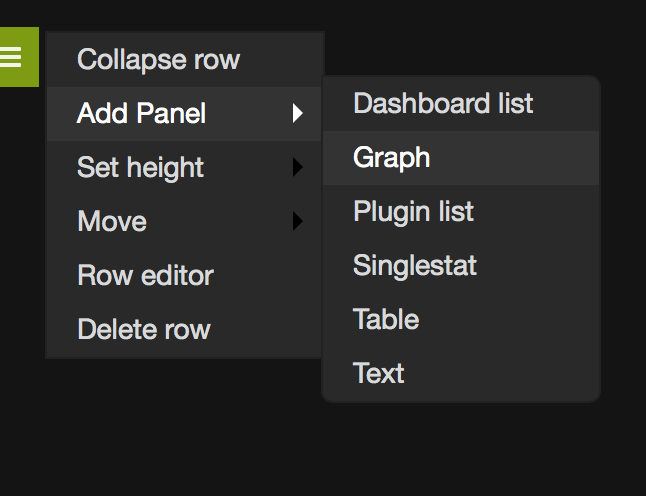 Collapse row
Add Panel
Set height
Move
Row editor
Delete row
Dashboard list
Graph
Plugin list
Singlestat
Table
Text